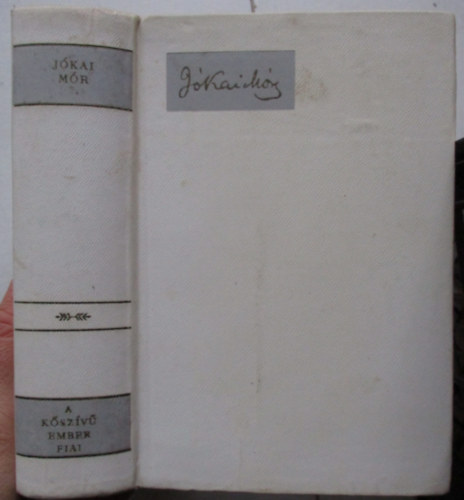 JÓKAI
MÓR
Jókai Mór
A
KŐSZÍVŰ
EMBER
FIAI